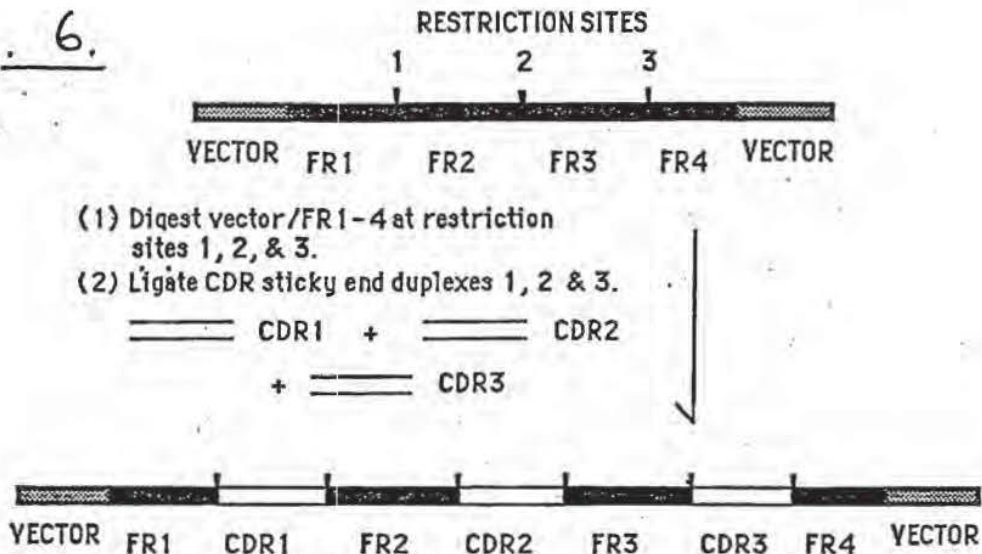 . 6.
RESTRICTION SITES
1 2 3
VECTOR FR1 FR2 FR3 FR4 VECTOR
(1) Digest vector/FR1-4 at restriction
sites 1, 2, & 3.
(2) Ligate CDR sticky end duplexes 1, 2 & 3.
CDR1 + CDR2
+ CDR3
VECTOR FR1 CDR1 FR2 CDR2 FR3 CDR3 FR4 VECTOR